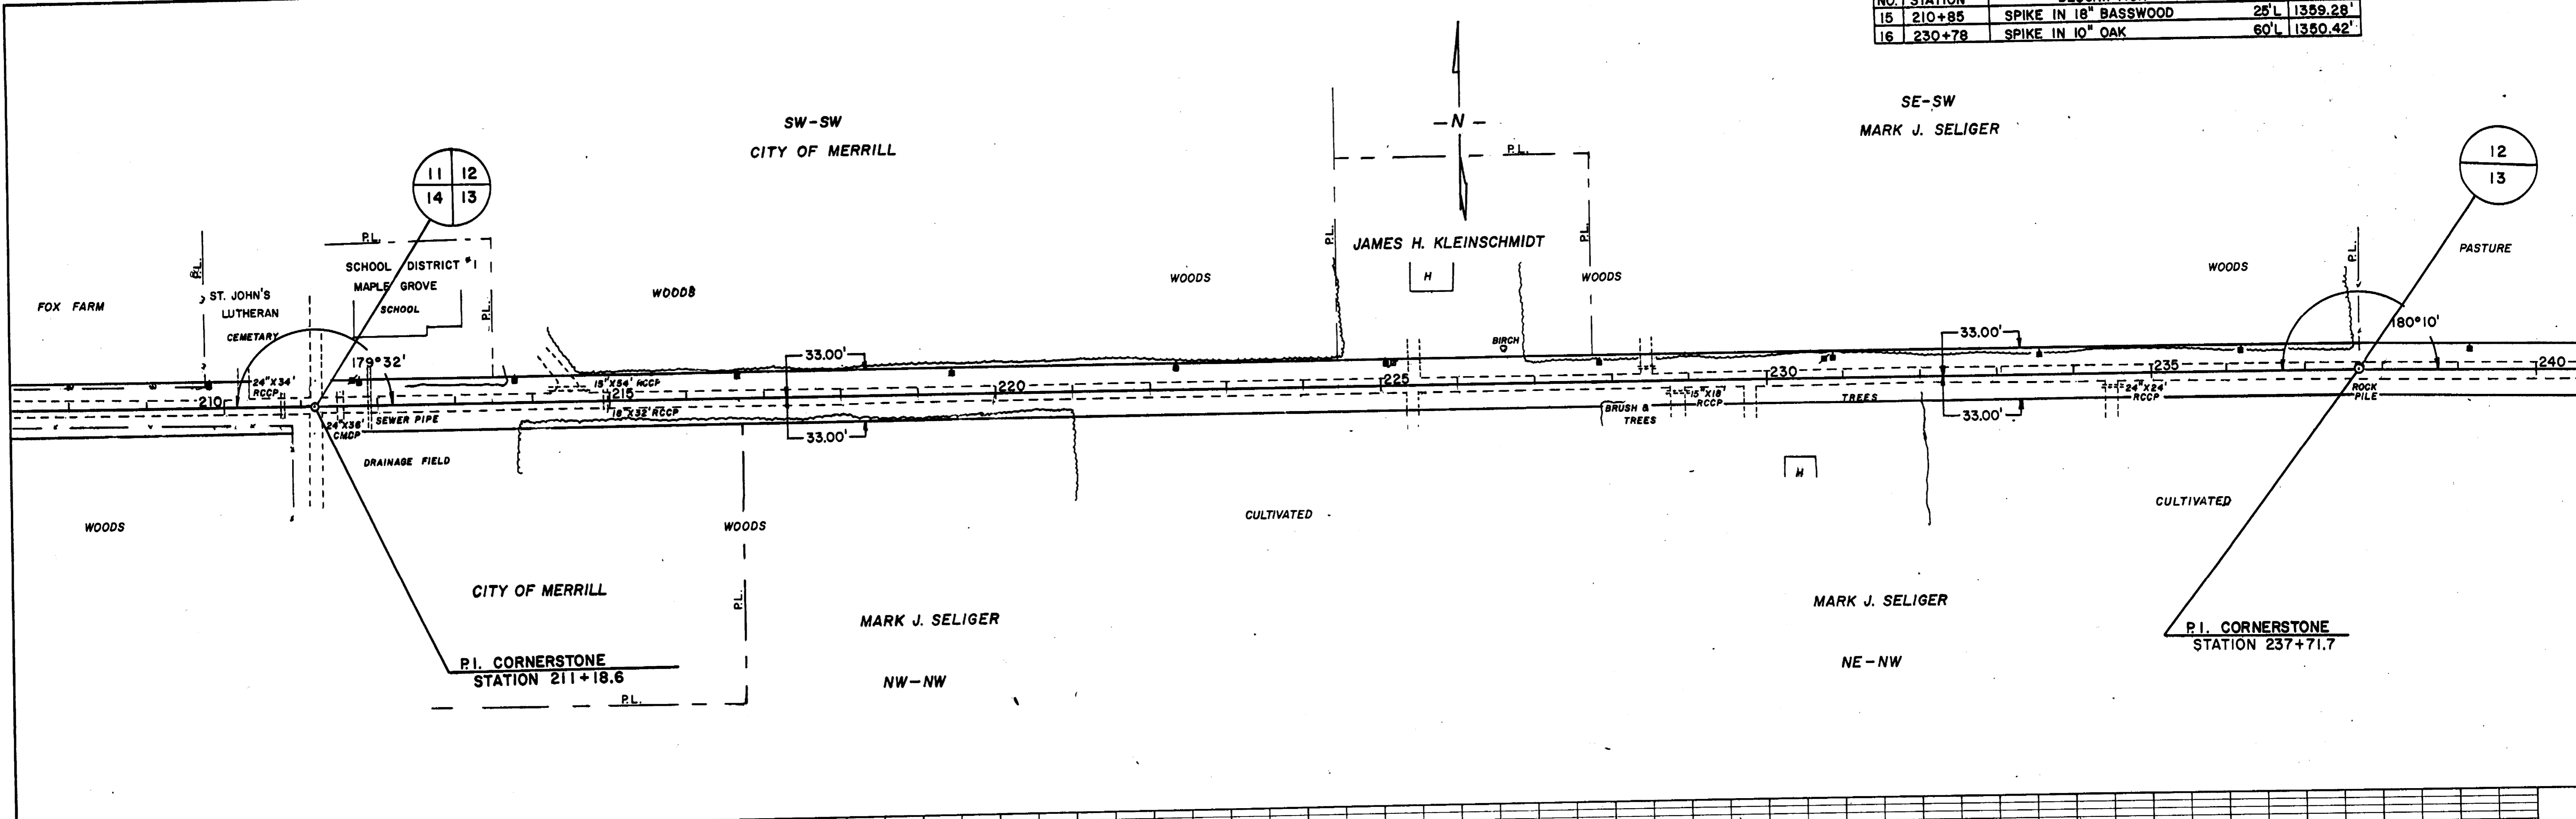 NO. STATION
15 210+85 SPIKE IN 18" BASSWOOD 25'L 1359.28'
16 230+78 SPIKE IN 10" OAK 60'L 1350.42'
SE-SW
MARK J. SELIGER
SW-SW
CITY OF MERRILL
-N-
P.L.
12
13
11 12
14 13
P.L.
P.L.
P.L.
P.L.
P.L.
P.L.
JAMES H. KLEINSCHMIDT
H
PASTURE
SCHOOL DISTRICT #1
MAPLE GROVE
SCHOOL
ST. JOHN'S
LUTHERAN
CEMETARY
FOX FARM
WOODS
WOODS
WOODS
WOODS
BIRCH
179°32'
180°10'
33.00'
33.00'
24"X34'
RCCP
15"X54' RCCP
18"X32' RCCP
24"X36'
CMCP
SEWER PIPE
DRAINAGE FIELD
210
215
220
225
230
235
240
BRUSH &
TREES
15"X18'
RCCP
TREES
24"X24'
RCCP
ROCK
PILE
33.00'
33.00'
H
WOODS
WOODS
CULTIVATED
CULTIVATED
CITY OF MERRILL
P.L.
MARK J. SELIGER
NW-NW
MARK J. SELIGER
NE-NW
P.I. CORNERSTONE
STATION 211+18.6
P.L.
P.I. CORNERSTONE
STATION 237+71.7